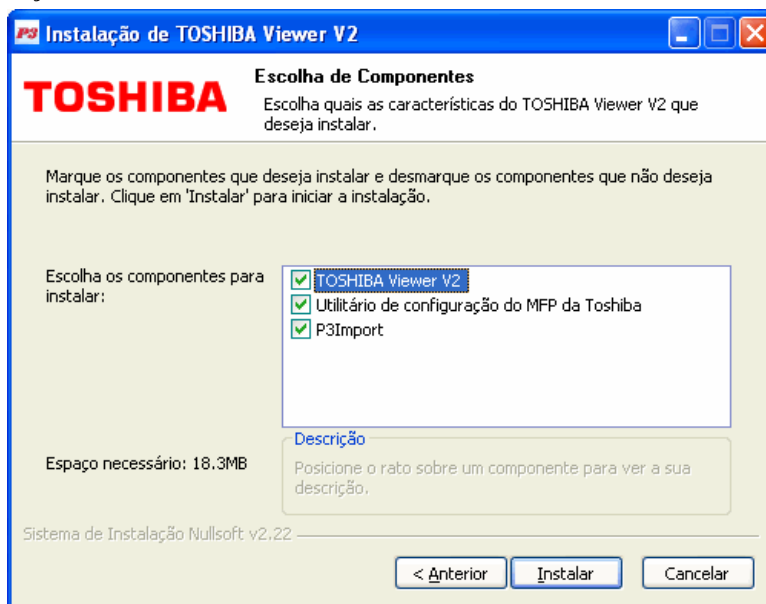 P3 Instalação de TOSHIBA Viewer V2
TOSHIBA
Escolha de Componentes
Escolha quais as características do TOSHIBA Viewer V2 que
deseja instalar.
Marque os componentes que deseja instalar e desmarque os componentes que não deseja
instalar. Clique em 'Instalar' para iniciar a instalação.
Escolha os componentes para
instalar:
TOSHIBA Viewer V2
Utilitário de configuração do MFP da Toshiba
P3Import
Espaço necessário: 18.3MB
Descrição
Posicione o rato sobre um componente para ver a sua
descrição.
Sistema de Instalação Nullsoft v2.22
< Anterior
Instalar
Cancelar